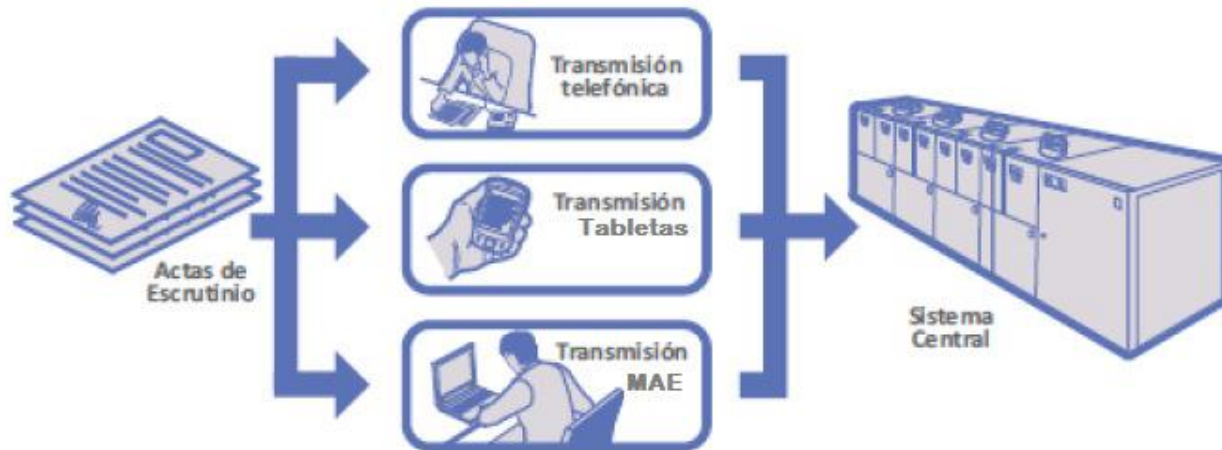 Transmisión
telefónica
Transmisión
Tabletas
Actas de
Escrutinio
Transmisión
MAE
Sistema
Central